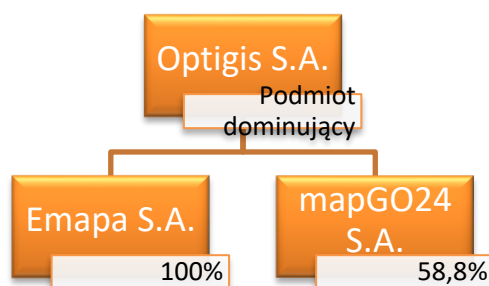 Optigis S.A.
Podmiot
dominujący
Emapa S.A.
100%
mapGO24
S.A.
58,8%